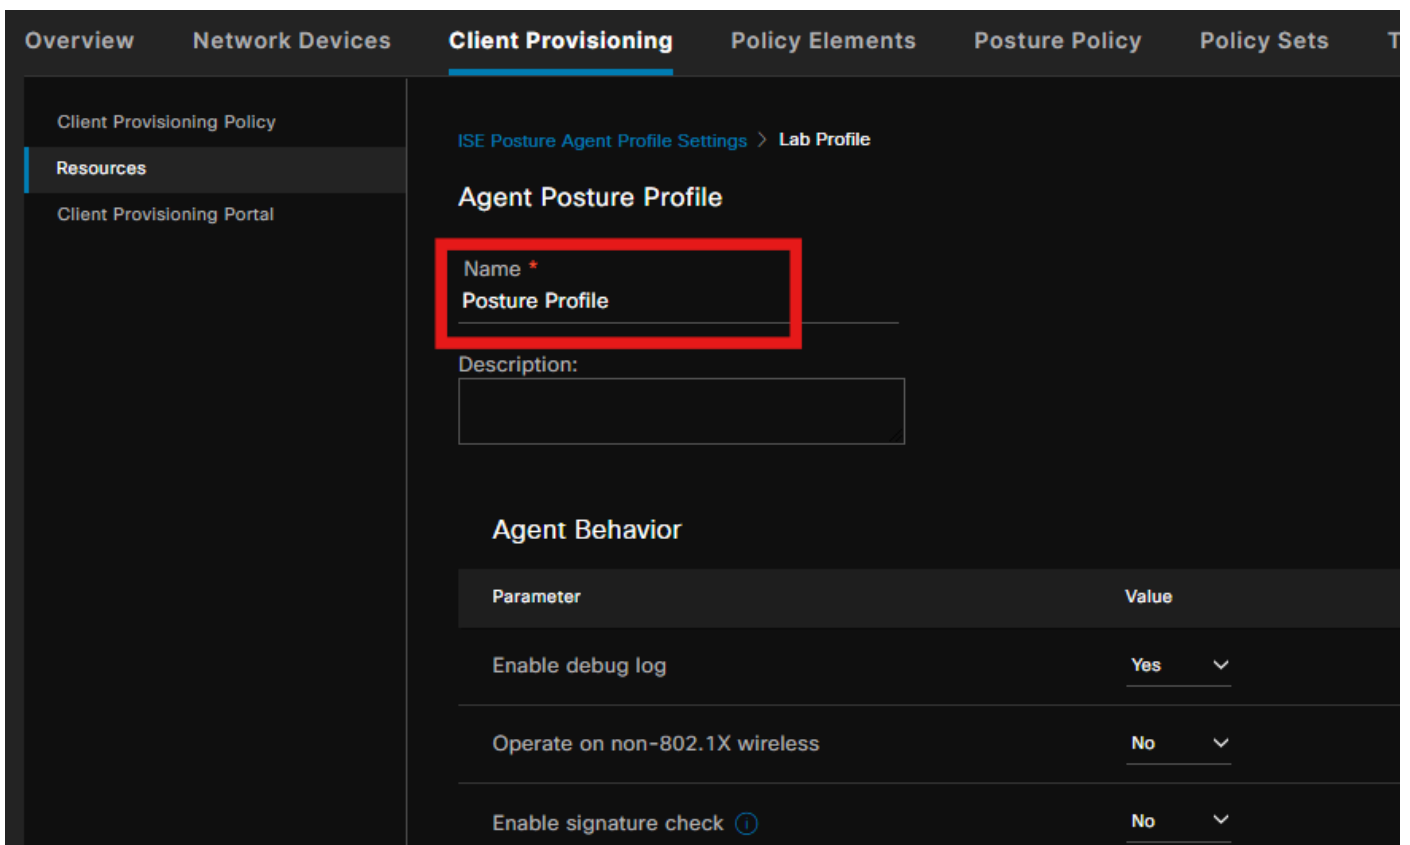 Overview Network Devices Client Provisioning Policy Elements Posture Policy Policy Sets T
Client Provisioning Policy
Resources
Client Provisioning Portal
ISE Posture Agent Profile Settings > Lab Profile
Agent Posture Profile
Name *
Posture Profile
Description:
Agent Behavior
Parameter Value
Enable debug log Yes
Operate on non-802.1X wireless No
Enable signature check No